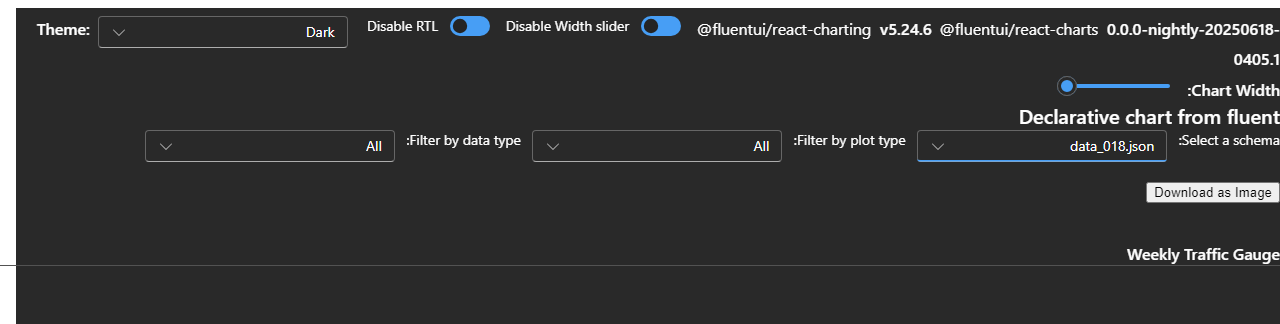 Theme: Dark Disable RTL Disable Width slider @fluentui/react-charting v5.24.6 @fluentui/react-charts 0.0.0-nightly-20250618-
0405.1
:Chart Width
Declarative chart from fluent
:Select a schema data_018.json :Filter by plot type All :Filter by data type All
Download as Image
Weekly Traffic Gauge